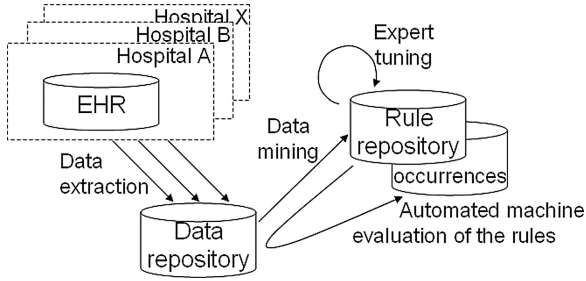 Hospital X
Hospital B
Hospital A
EHR
Data
extraction
Data
repository
Data
mining
Expert
tuning
Rule
repository
occurrences
Automated machine
evaluation of the rules